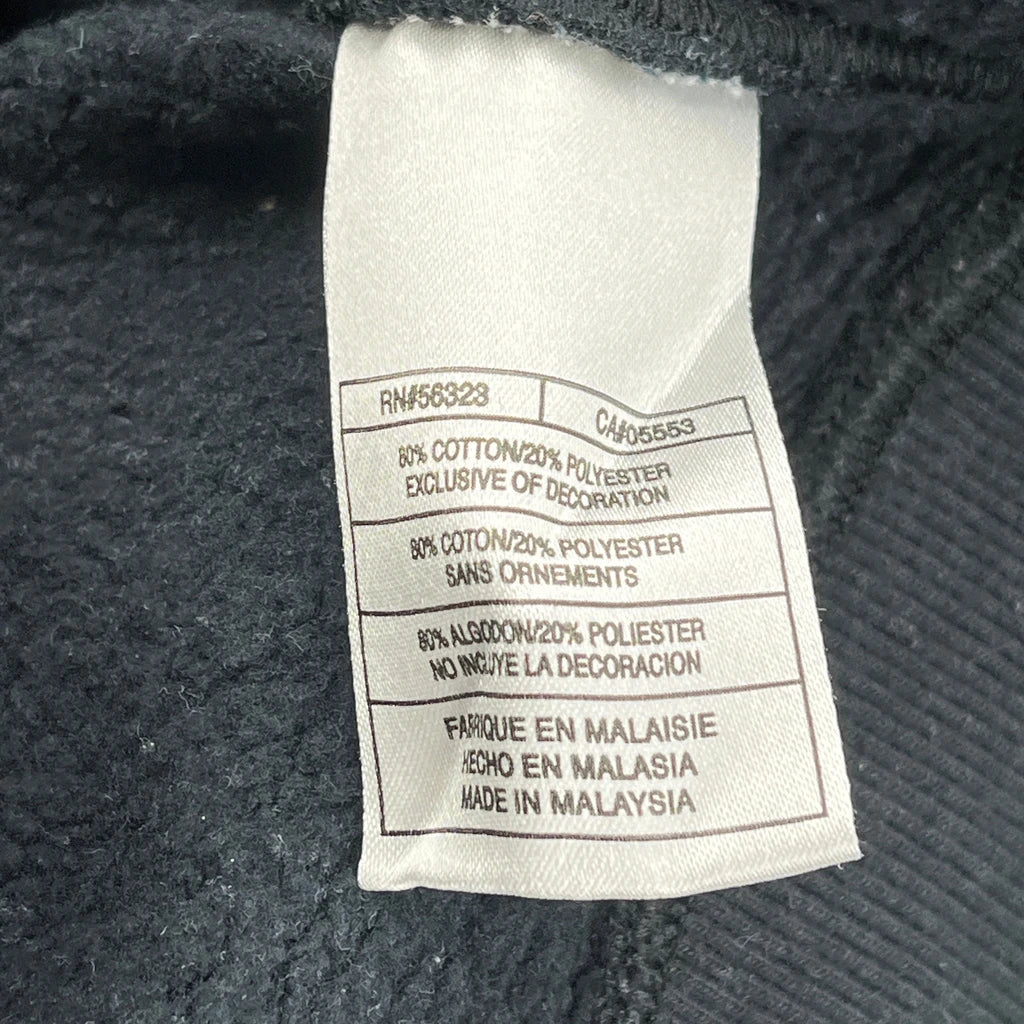 RN#56323
CA#05553
80% COTTON/20% POLYESTER
EXCLUSIVE OF DECORATION
80% COTON/20% POLYESTER
SANS ORNEMENTS
80% ALGODON/20% POLIESTER
NO INCLUYE LA DECORACION
FABRIQUE EN MALAISIE
HECHO EN MALASIA
MADE IN MALAYSIA